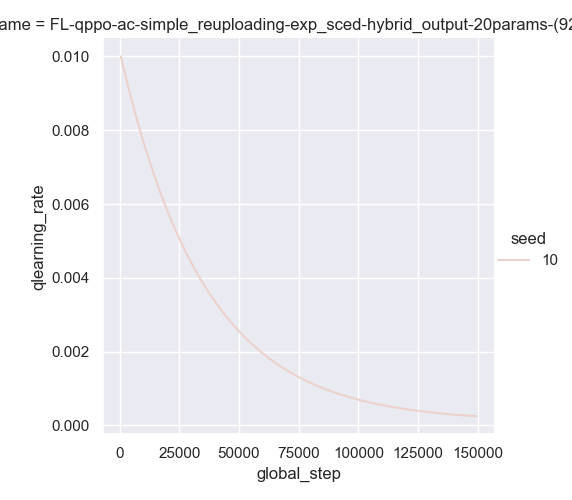 ame = FL-qppo-ac-simple_reuploading-exp_sced-hybrid_output-20params-(92
0.010
0.008
0.006
0.004
0.002
0.000
qlearning_rate
0 25000 50000 75000 100000 125000 150000
global_step
seed
10